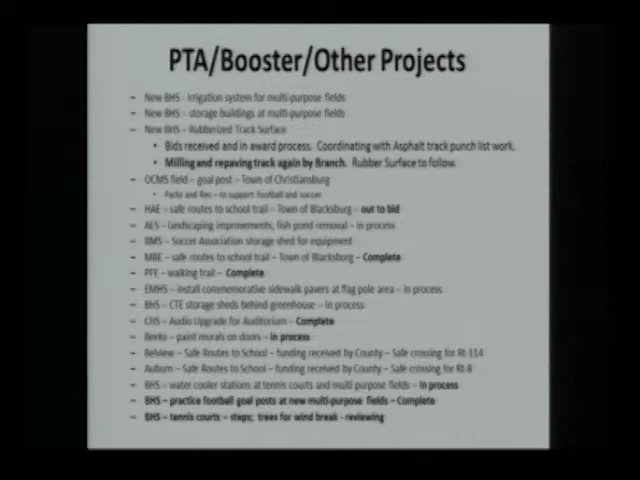 PTA/Booster/Other Projects
– New BHS - irrigation system for multi-purpose fields
– New BHS - storage buildings at multi-purpose fields
– New BHS – Rubberized Track Surface
• Bids received and in award process. Coordinating with Asphalt track punch list work.
• Milling and repaving track again by Branch. Rubber Surface to follow.
– OCMS field – goal post – Town of Christiansburg
• Parks and Rec – to support football and soccer
– HAE – safe routes to school trail – Town of Blacksburg – out to bid
– AES – landscaping improvements, fish pond removal – in process
– BMS – Soccer Association storage shed for equipment
– MBE – safe routes to school trail – Town of Blacksburg – Complete
– PFE – walking trail – Complete
– EMHS – install commemorative sidewalk pavers at flag pole area – in process
– BHS – CTE storage sheds behind greenhouse – in process
– CHS – Audio Upgrade for Auditorium – Complete
– Beeks – paint murals on doors – in process
– Belview – Safe Routes to School – funding received by County – Safe crossing for Rt 114
– Auburn – Safe Routes to School – funding received by County – Safe crossing for Rt 8
– BHS – water cooler stations at tennis courts and multi purpose fields – in process
– BHS – practice football goal posts at new multi-purpose fields – Complete
– BHS – tennis courts – steps; trees for wind break - reviewing